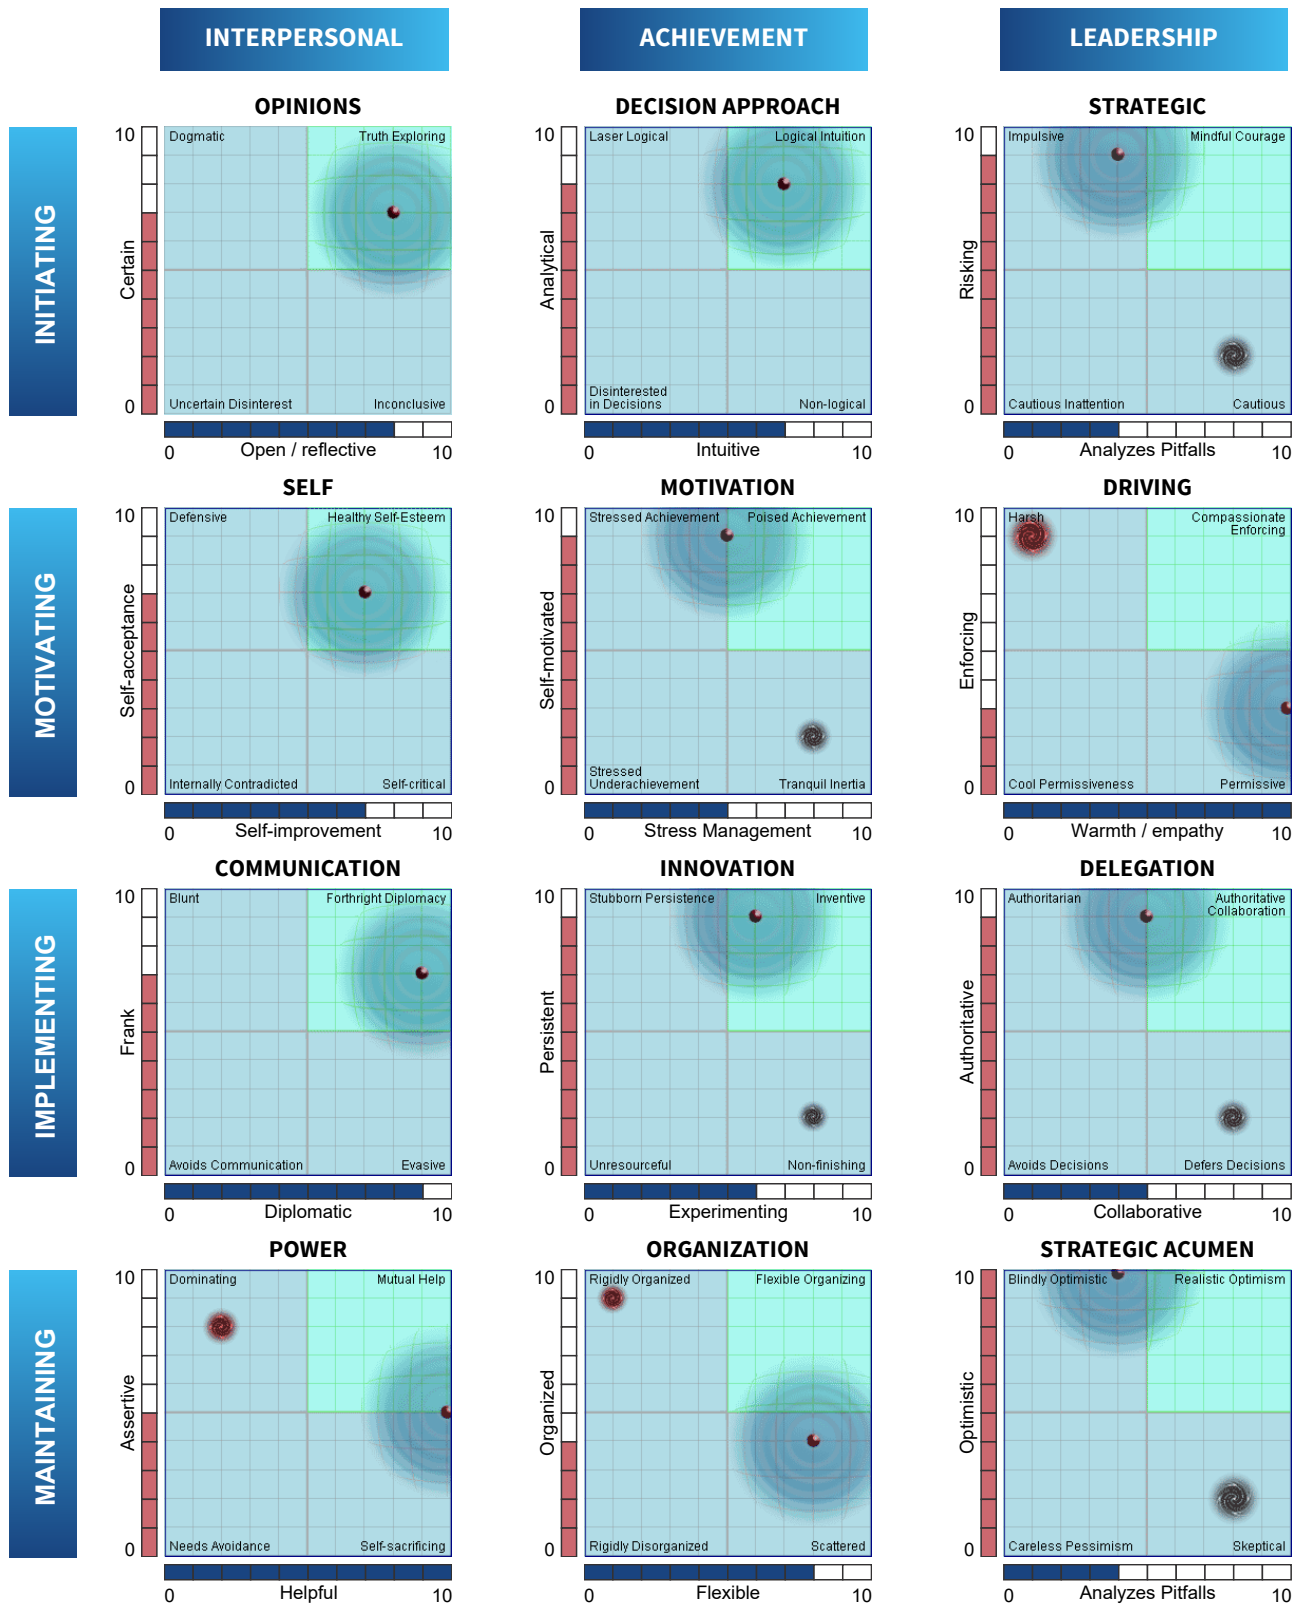 INTERPERSONAL
ACHIEVEMENT
LEADERSHIP
INITIATING
OPINIONS
10
Dogmatic
Truth Exploring
Certain
0
Uncertain Disinterest
Inconclusive
0
Open / reflective
10
DECISION APPROACH
10
Laser Logical
Logical Intuition
Analytical
0
Disinterested
in Decisions
Non-logical
0
Intuitive
10
STRATEGIC
10
Impulsive
Mindful Courage
Risking
0
Cautious Inattention
Cautious
0
Analyzes Pitfalls
10
MOTIVATING
SELF
10
Defensive
Healthy Self-Esteem
Self-acceptance
0
Internally Contradicted
Self-critical
0
Self-improvement
10
MOTIVATION
10
Stressed Achievement
Poised Achievement
Self-motivated
0
Stressed
Underachievement
Tranquil Inertia
0
Stress Management
10
DRIVING
10
Harsh
Compassionate
Enforcing
Enforcing
0
Cool Permissiveness
Permissive
0
Warmth / empathy
10
IMPLEMENTING
COMMUNICATION
10
Blunt
Forthright Diplomacy
Frank
0
Avoids Communication
Evasive
0
Diplomatic
10
INNOVATION
10
Stubborn Persistence
Inventive
Persistent
0
Unresourceful
Non-finishing
0
Experimenting
10
DELEGATION
10
Authoritarian
Authoritative
Collaboration
Authoritative
0
Avoids Decisions
Defers Decisions
0
Collaborative
10
MAINTAINING
POWER
10
Dominating
Mutual Help
Assertive
0
Needs Avoidance
Self-sacrificing
0
Helpful
10
ORGANIZATION
10
Rigidly Organized
Flexible Organizing
Organized
0
Rigidly Disorganized
Scattered
0
Flexible
10
STRATEGIC ACUMEN
10
Blindly Optimistic
Realistic Optimism
Optimistic
0
Careless Pessimism
Skeptical
0
Analyzes Pitfalls
10